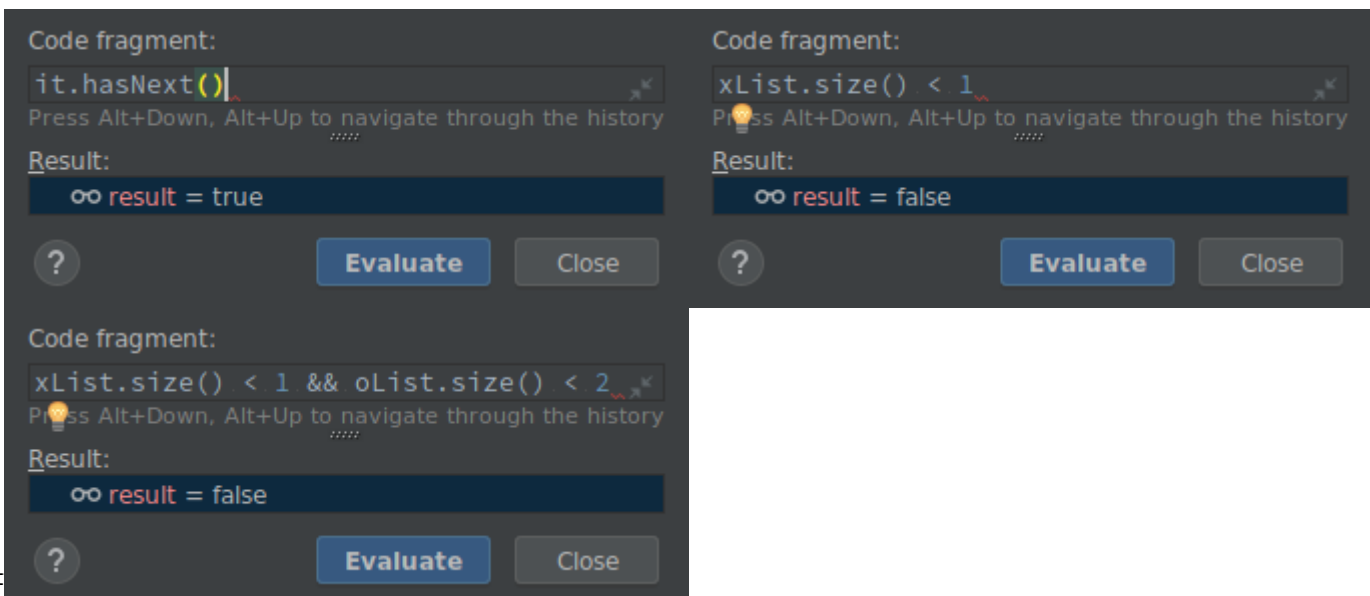 Code fragment:
it.hasNext()
Press Alt+Down, Alt+Up to navigate through the history
Result:
result = true
? Evaluate Close
Code fragment:
xList.size() < 1
Press Alt+Down, Alt+Up to navigate through the history
Result:
result = false
? Evaluate Close
Code fragment:
xList.size() < 1 && oList.size() < 2
Press Alt+Down, Alt+Up to navigate through the history
Result:
result = false
? Evaluate Close